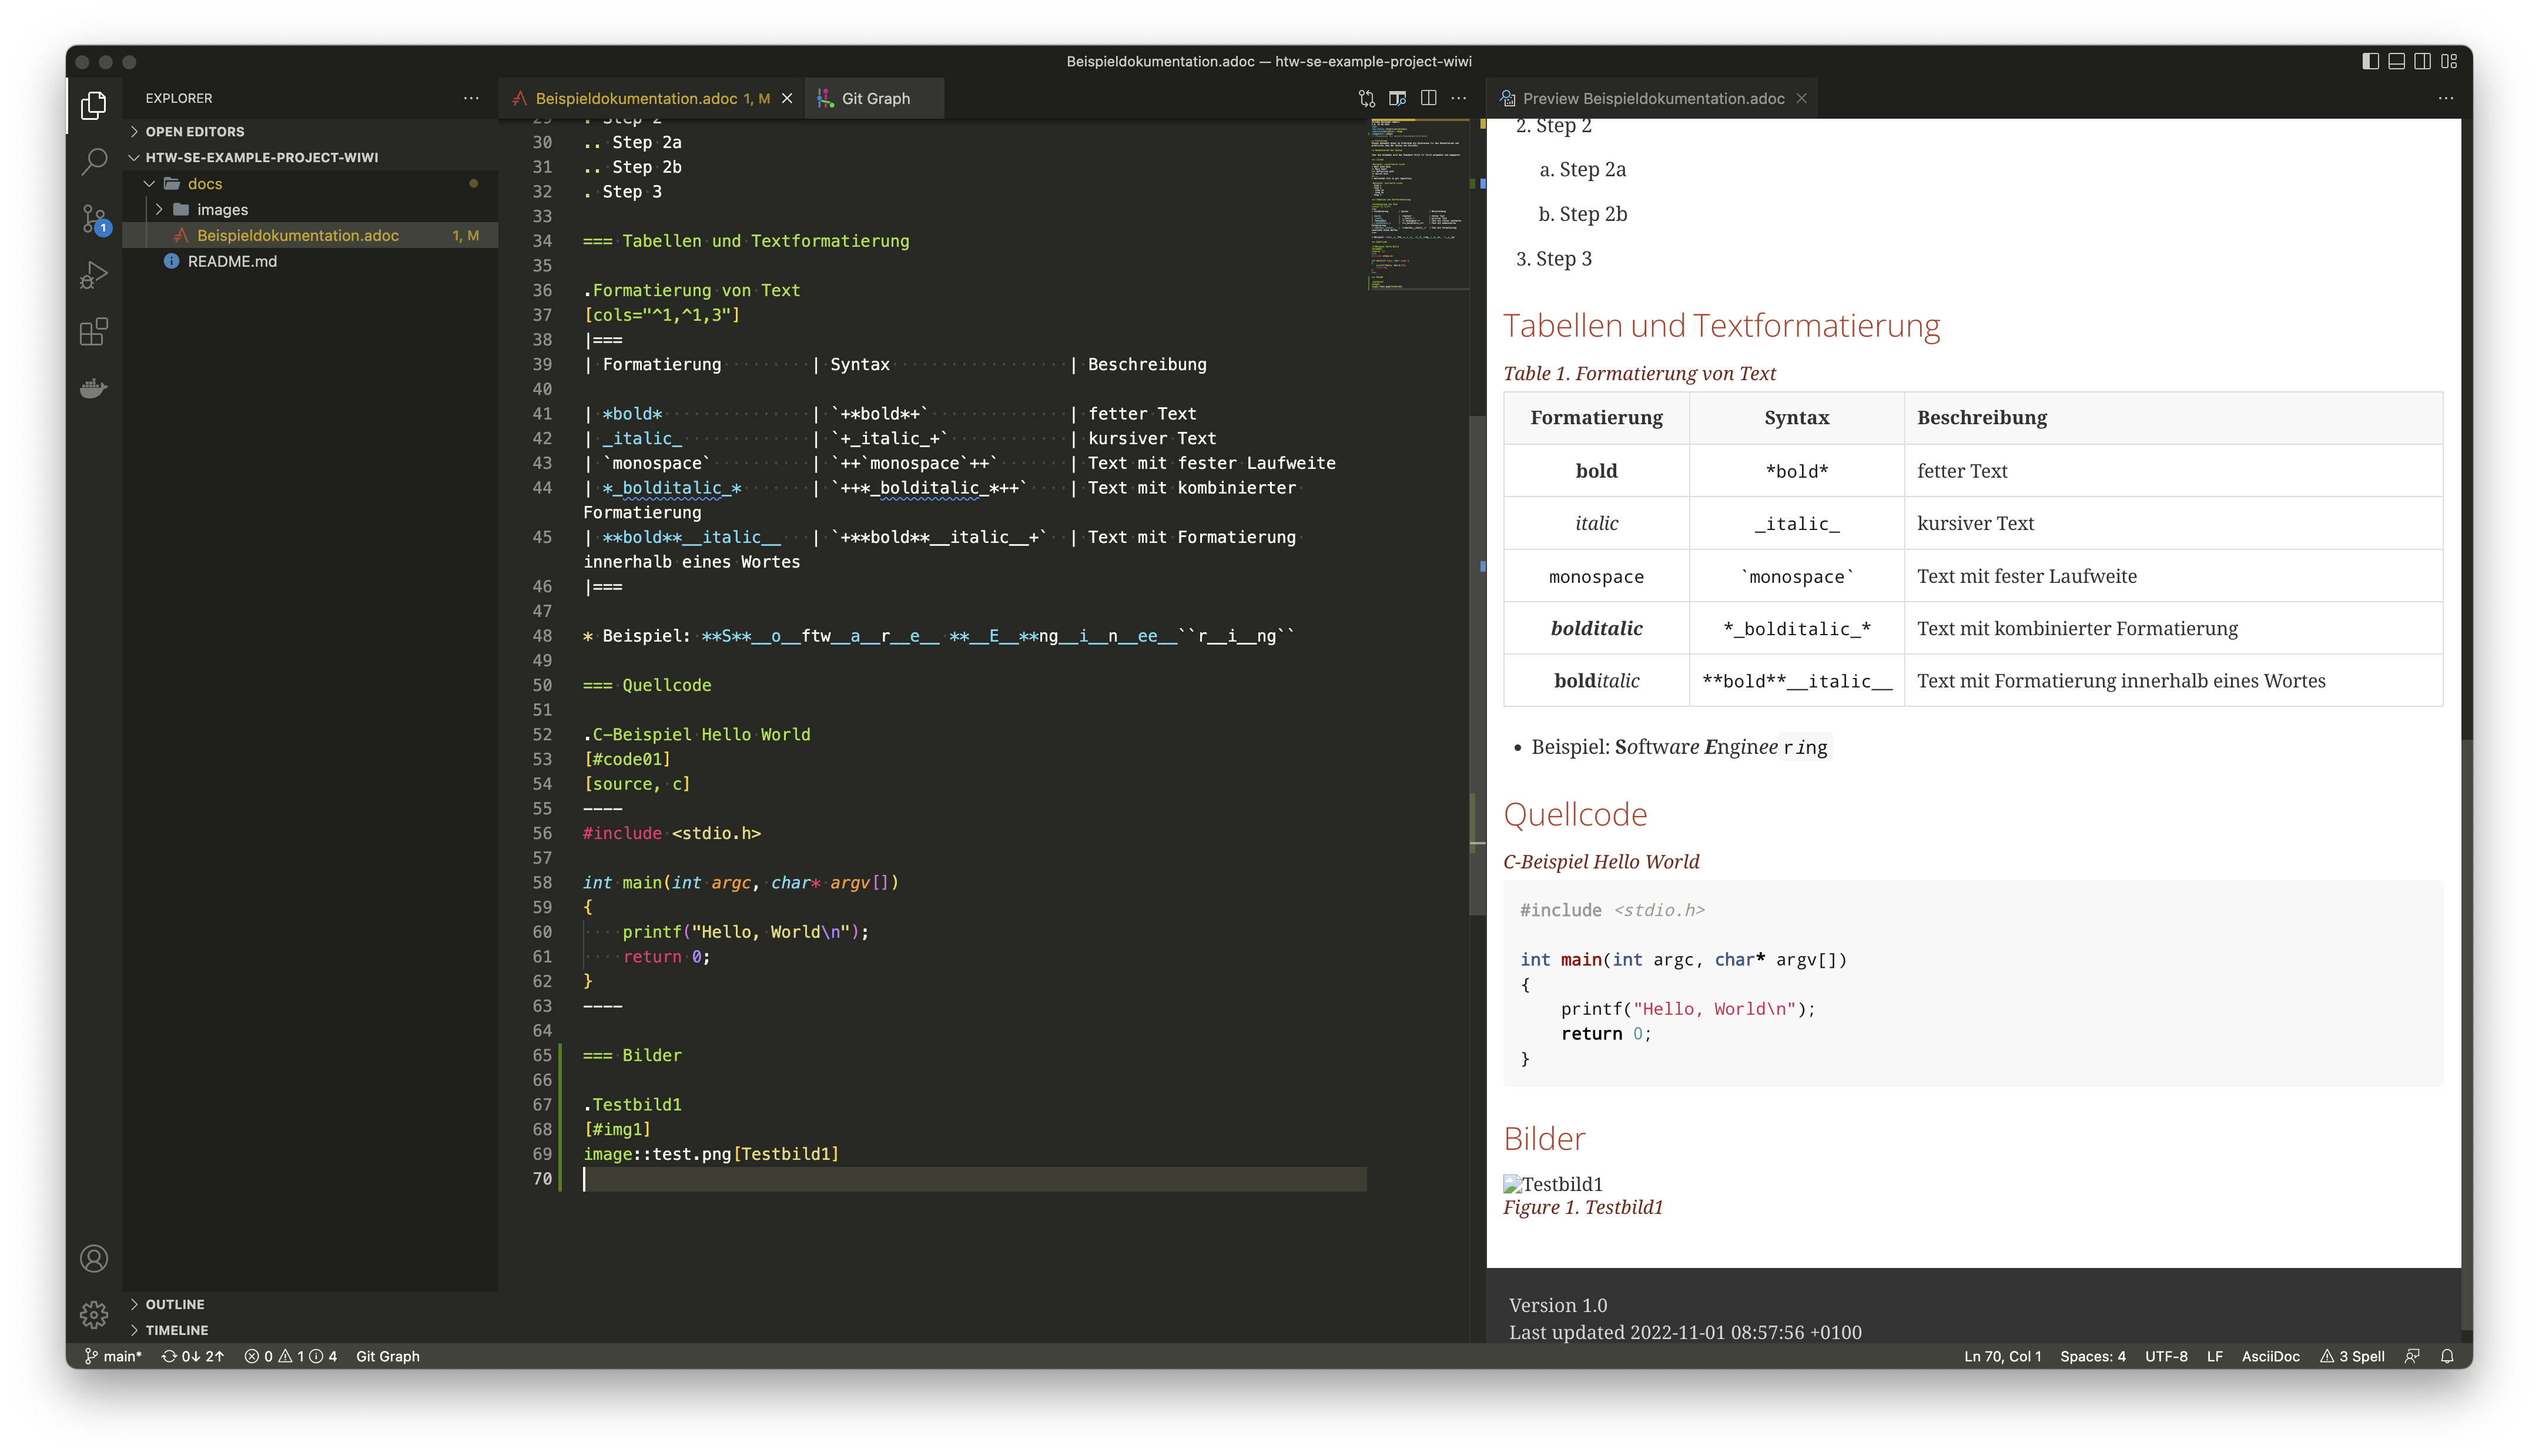 Beispieldokumentation.adoc — htw-se-example-project-wiwi
EXPLORER
OPEN EDITORS
HTW-SE-EXAMPLE-PROJECT-WIWI
docs
images
Beispieldokumentation.adoc 1, M
README.md
OUTLINE
TIMELINE
1
Beispieldokumentation.adoc 1, M
Git Graph
29 . Step 2
30 .. Step 2a
31 .. Step 2b
32 . Step 3
33
34 === Tabellen und Textformatierung
35
36 .Formatierung von Text
37 [cols="^1,^1,3"]
38 |===
39 | Formatierung | Syntax | Beschreibung
40
41 | *bold* | `+*bold*+` | fetter Text
42 | _italic_ | `+_italic_+` | kursiver Text
43 | `monospace` | `++`monospace`++` | Text mit fester Laufweite
44 | *_bolditalic_* | `++*_bolditalic_*++` | Text mit kombinierter
Formatierung
45 | **bold**__italic__ | `+**bold**__italic__+` | Text mit Formatierung
innerhalb eines Wortes
46 |===
47
48 * Beispiel: **S**__o__ftw__a__r__e__ **__E__**ng__i__n__ee__``r__i__ng``
49
50 === Quellcode
51
52 .C-Beispiel Hello World
53 [#code01]
54 [source, c]
55 ----
56 #include <stdio.h>
57
58 int main(int argc, char* argv[])
59 {
60 printf("Hello, World\n");
61 return 0;
62 }
63 ----
64
65 === Bilder
66
67 .Testbild1
68 [#img1]
69 image::test.png[Testbild1]
70
Preview Beispieldokumentation.adoc
2. Step 2
a. Step 2a
b. Step 2b
3. Step 3
Tabellen und Textformatierung
Table 1. Formatierung von Text
Formatierung Syntax Beschreibung
bold *bold* fetter Text
italic _italic_ kursiver Text
monospace `monospace` Text mit fester Laufweite
bolditalic *_bolditalic_* Text mit kombinierter Formatierung
bolditalic **bold**__italic__ Text mit Formatierung innerhalb eines Wortes
• Beispiel: Software Engineering
Quellcode
C-Beispiel Hello World
#include <stdio.h>
int main(int argc, char* argv[])
{
printf("Hello, World\n");
return 0;
}
Bilder
Testbild1
Figure 1. Testbild1
Version 1.0
Last updated 2022-11-01 08:57:56 +0100
main* 0↓ 2↑ 0 1 4 Git Graph
Ln 70, Col 1 Spaces: 4 UTF-8 LF AsciiDoc 3 Spell